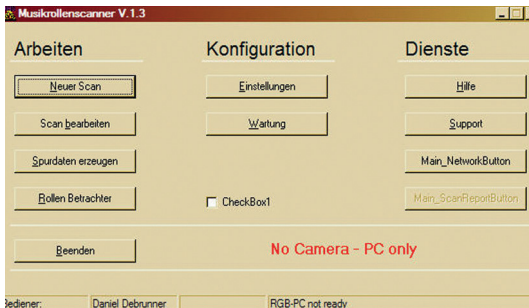 Musikrollenscanner V.1.3
Arbeiten
Neuer Scan
Scan bearbeiten
Spurdaten erzeugen
Rollen Betrachter
Beenden
Konfiguration
Einstellungen
Wartung
CheckBox1
No Camera - PC only
Dienste
Hilfe
Support
Main_NetworkButton
Main_ScanReportButton
Bediener: Daniel Debrunner RGB-PC not ready